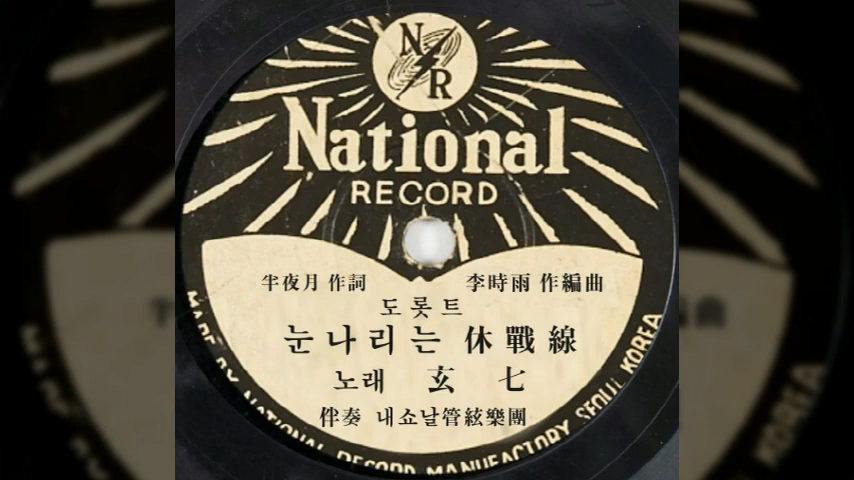 N R
National
RECORD
半夜月 作詞 李時雨 作編曲
도롯트
눈나리는 休戰線
노래 玄七
伴奏 내쇼날管絃樂團
MADE BY NATIONAL RECORD MANUFACTORY SEOUL KOREA